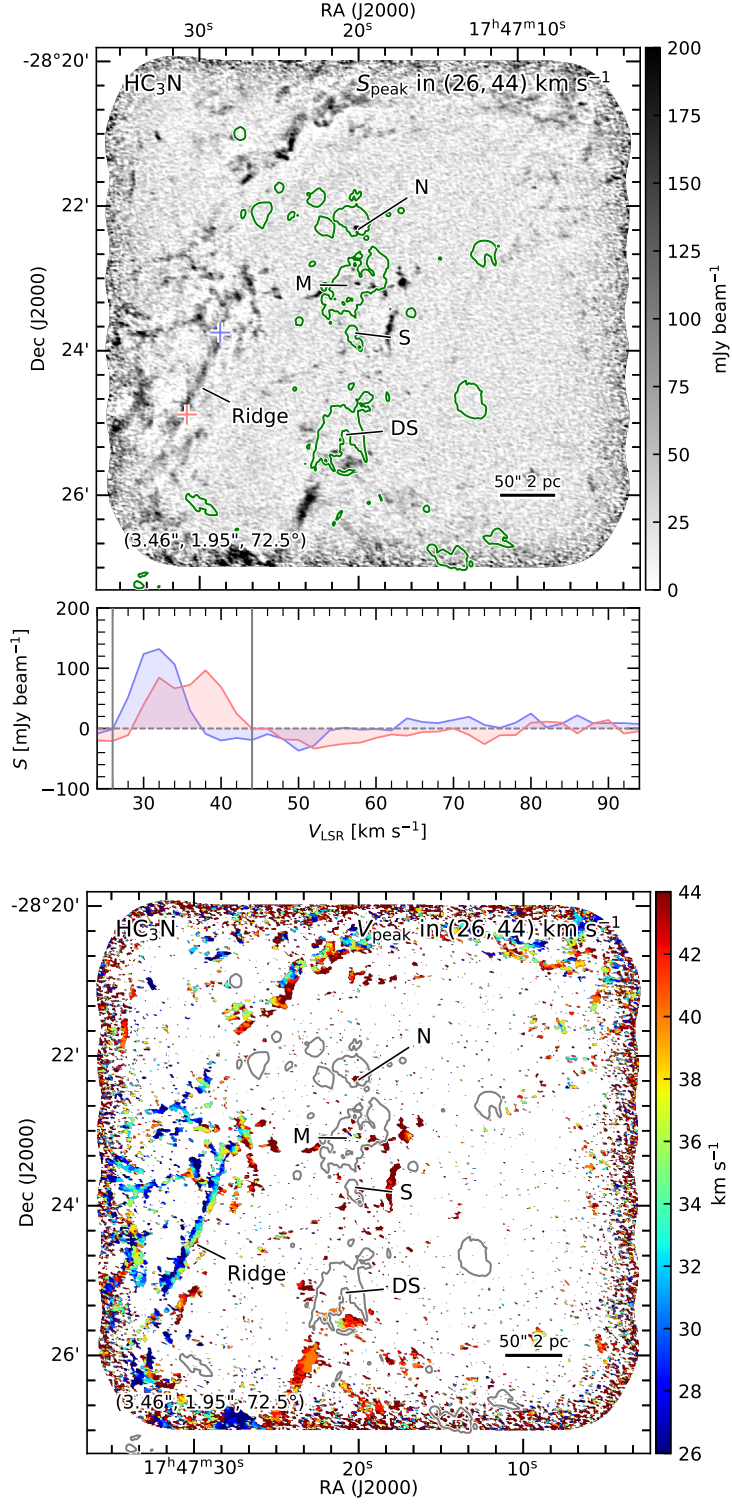 RA (J2000)
30ˢ 20ˢ 17ʰ47ᵐ10ˢ
-28°20'
HC₃N
S_peak in (26, 44) km s⁻¹
200
175
150
125
100
75
50
25
0
mJy beam⁻¹
22'
24'
26'
Dec (J2000)
N
M
S
Ridge
DS
50" 2 pc
(3.46", 1.95", 72.5°)
200
100
0
−100
S [mJy beam⁻¹]
30 40 50 60 70 80 90
V_LSR [km s⁻¹]
-28°20'
HC₃N
V_peak in (26, 44) km s⁻¹
44
42
40
38
36
34
32
30
28
26
km s⁻¹
22'
24'
26'
Dec (J2000)
N
M
S
Ridge
DS
50" 2 pc
(3.46", 1.95", 72.5°)
17ʰ47ᵐ30ˢ 20ˢ 10ˢ
RA (J2000)